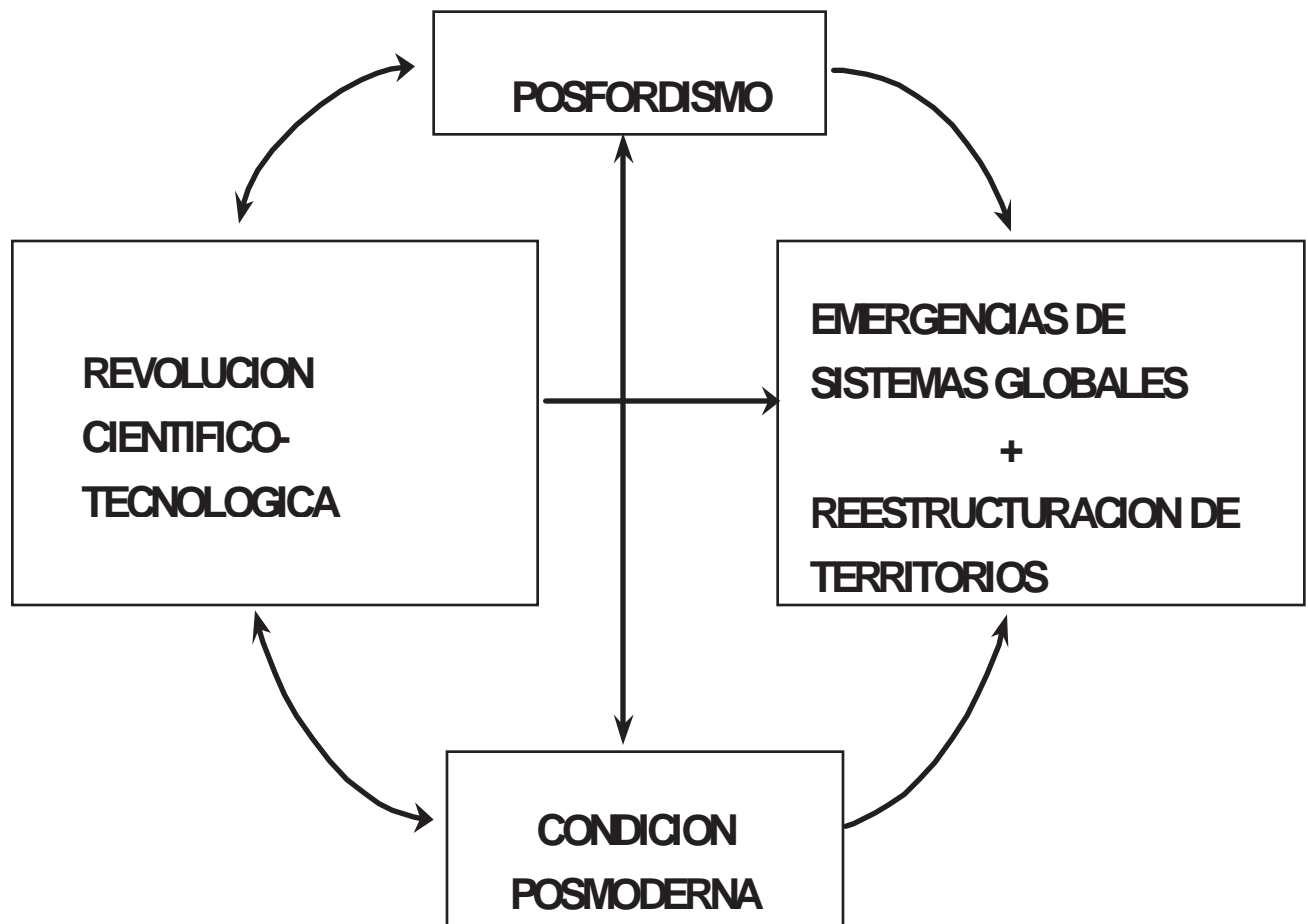 POSFORDISMO
REVOLUCION
CIENTIFICO-
TECNOLOGICA
EMERGENCIAS DE
SISTEMAS GLOBALES
+
REESTRUCTURACION DE
TERRITORIOS
CONDICION
POSMODERNA